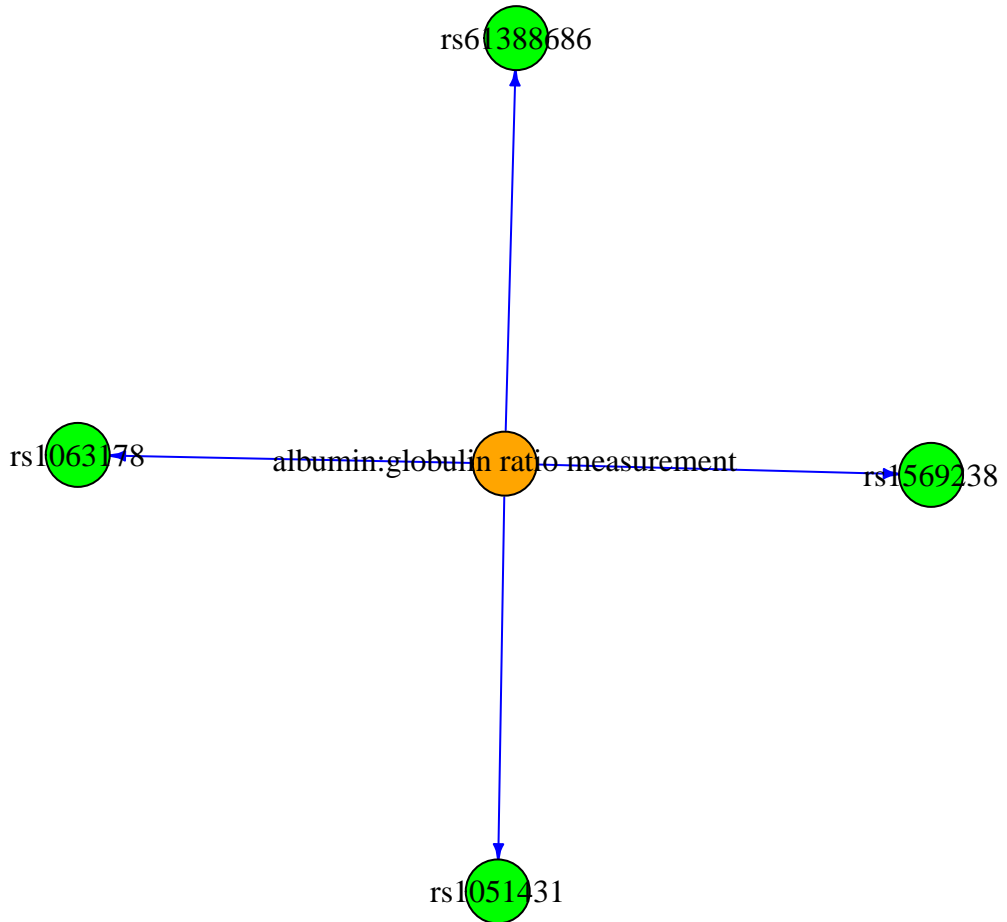 rs61388686
rs1063178
albumin:globulin ratio measurement
rs1569238
rs1051431